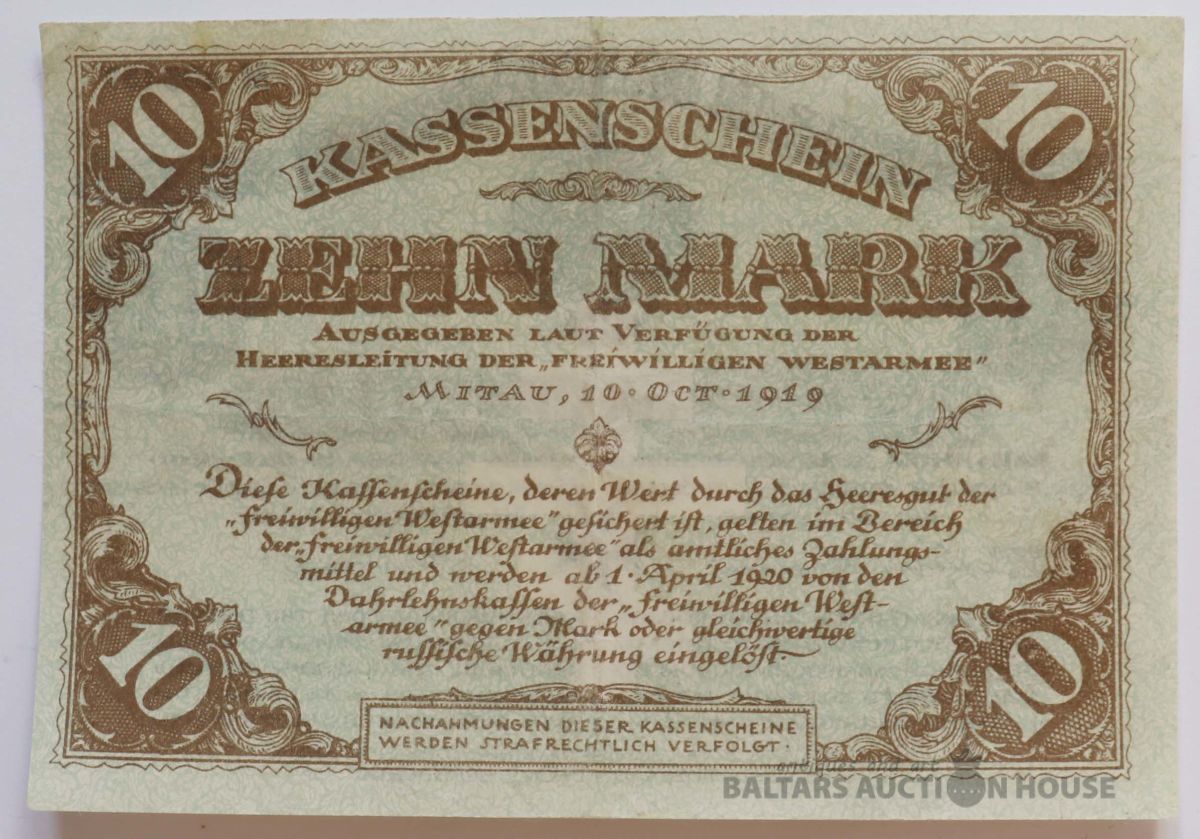 10
10
KASSENSCHEIN
ZEHN MARK
AUSGEGEBEN LAUT VERFÜGUNG DER
HEERESLEITUNG DER „FREIWILLIGEN WESTARMEE"
MITAU, 10·OCT·1919
Diese Kassenscheine, deren Wert durch das Heeresgut der
„Freiwilligen Westarmee" gesichert ist, gelten im Bereich
der „Freiwilligen Westarmee" als amtliches Zahlungs-
mittel und werden ab 1·April 1920 von den
Dahrlehnskassen der „Freiwilligen West-
armee" gegen Mark oder gleichwertige
russische Währung eingelöst·
10
10
NACHAHMUNGEN DIESER KASSENSCHEINE
WERDEN STRAFRECHTLICH VERFOLGT·
antiques and art
BALTARS AUCTION HOUSE